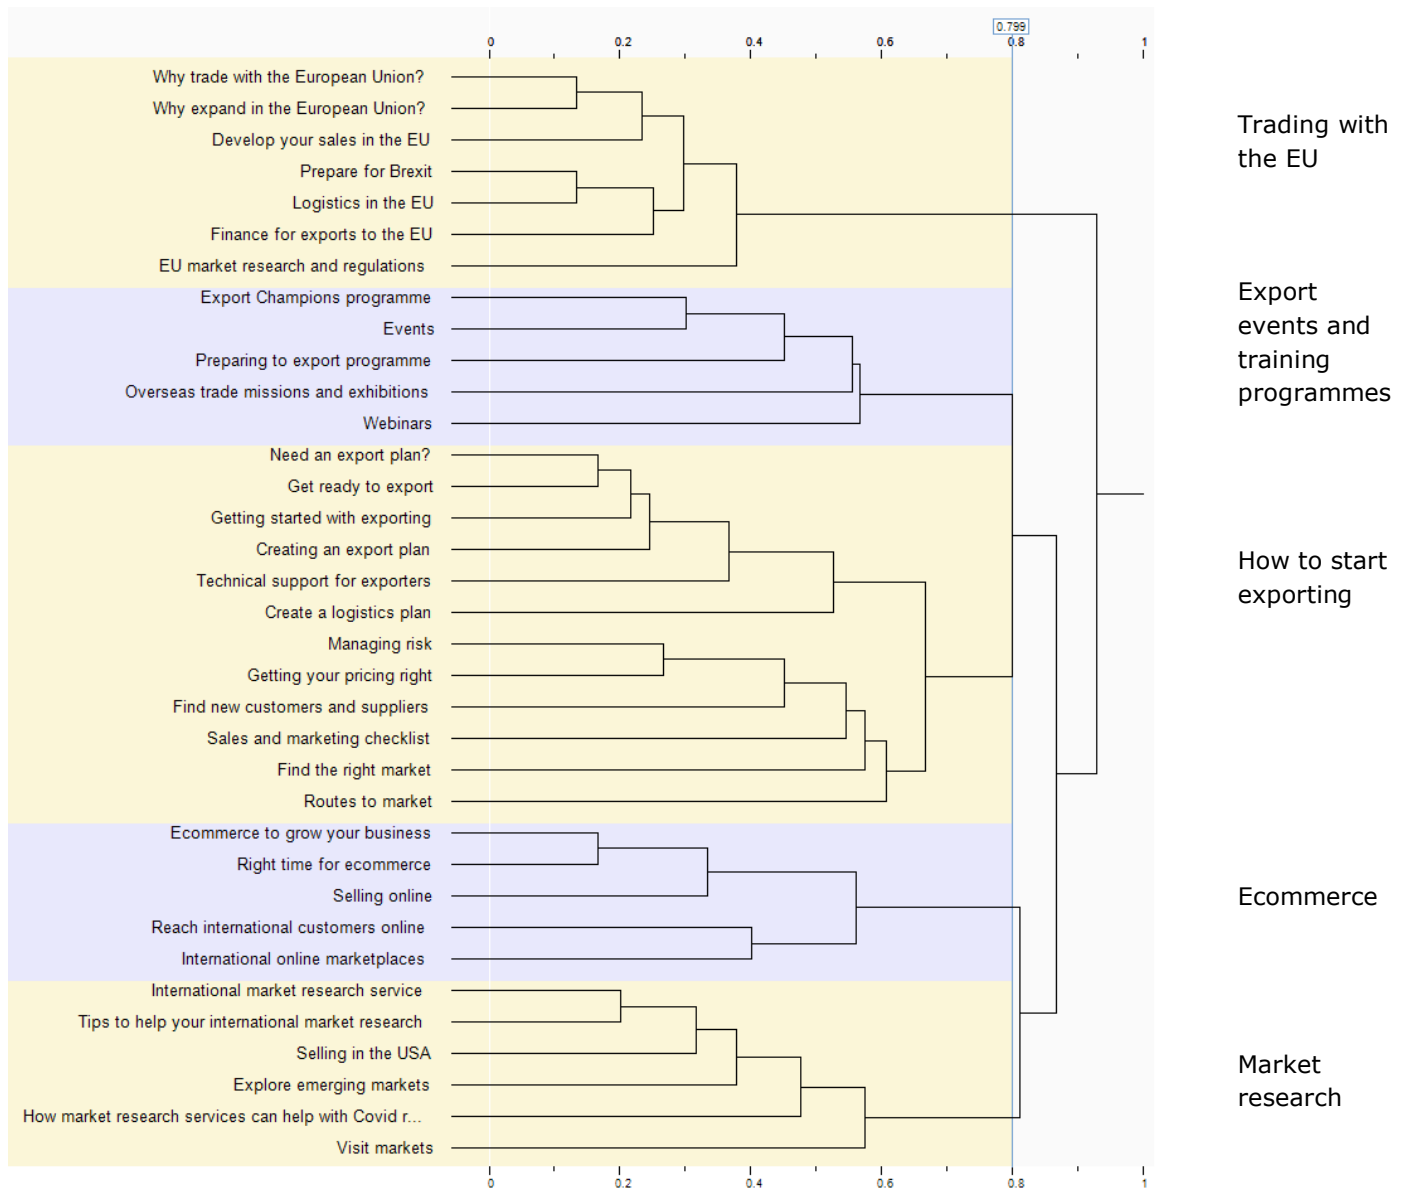 0.799
0 0.2 0.4 0.6 0.8 1
Why trade with the European Union?
Why expand in the European Union?
Develop your sales in the EU
Prepare for Brexit
Logistics in the EU
Finance for exports to the EU
EU market research and regulations
Trading with
the EU
Export Champions programme
Events
Preparing to export programme
Overseas trade missions and exhibitions
Webinars
Export
events and
training
programmes
Need an export plan?
Get ready to export
Getting started with exporting
Creating an export plan
Technical support for exporters
Create a logistics plan
Managing risk
Getting your pricing right
Find new customers and suppliers
Sales and marketing checklist
Find the right market
Routes to market
How to start
exporting
Ecommerce to grow your business
Right time for ecommerce
Selling online
Reach international customers online
International online marketplaces
Ecommerce
International market research service
Tips to help your international market research
Selling in the USA
Explore emerging markets
How market research services can help with Covid r...
Visit markets
Market
research
0 0.2 0.4 0.6 0.8 1